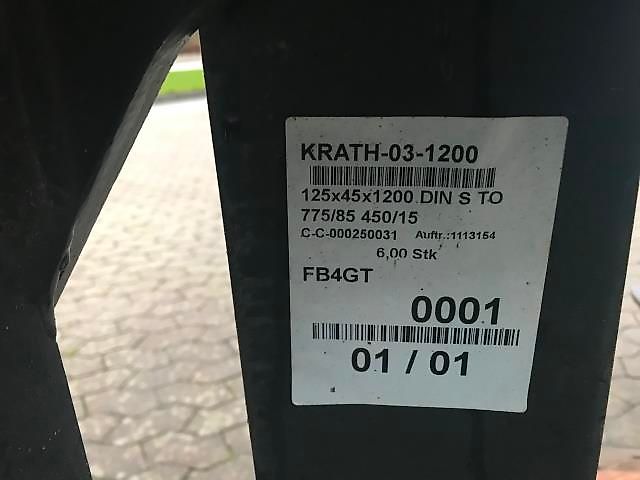 KRATH-03-1200
125x45x1200 DIN S TO
775/85 450/15
C-C-000250031 Auftr.:1113154
6,00 Stk
FB4GT
0001
01 / 01